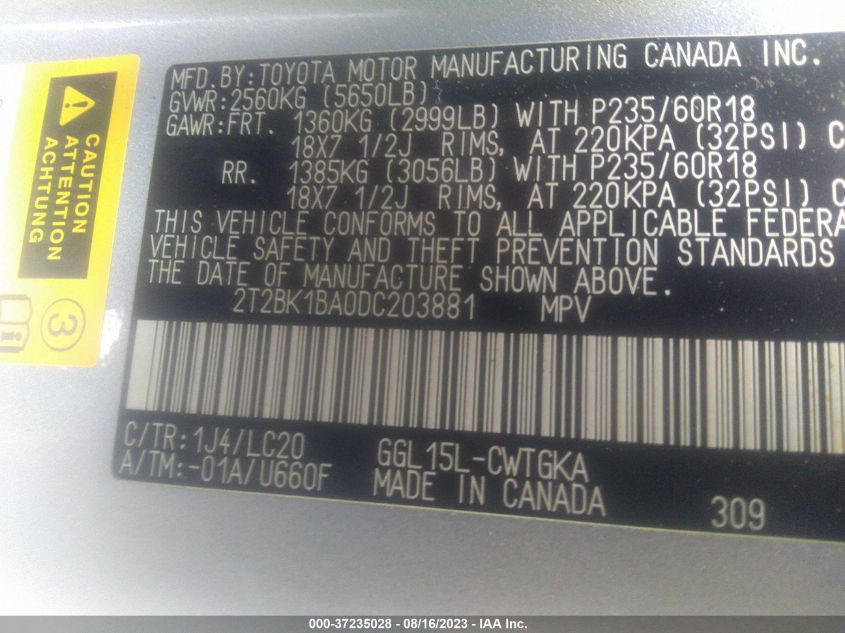 MFD. BY: TOYOTA MOTOR MANUFACTURING CANADA INC.
GVWR: 2560KG (5650LB)
GAWR: FRT. 1360KG (2999LB) WITH P235/60R18
18X7 1/2J RIMS, AT 220KPA (32PSI) C
RR. 1385KG (3056LB) WITH P235/60R18
18X7 1/2J RIMS, AT 220KPA (32PSI) C
THIS VEHICLE CONFORMS TO ALL APPLICABLE FEDERA
VEHICLE SAFETY AND THEFT PREVENTION STANDARDS
THE DATE OF MANUFACTURE SHOWN ABOVE.
2T2BK1BA0DC203881 MPV
C/TR: 1J4/LC20 GGL15L-CWTGKA
A/TM: -01A/U660F MADE IN CANADA 309
CAUTION
ATTENTION
ACHTUNG
3
000-37235028 - 08/16/2023 - IAA Inc.